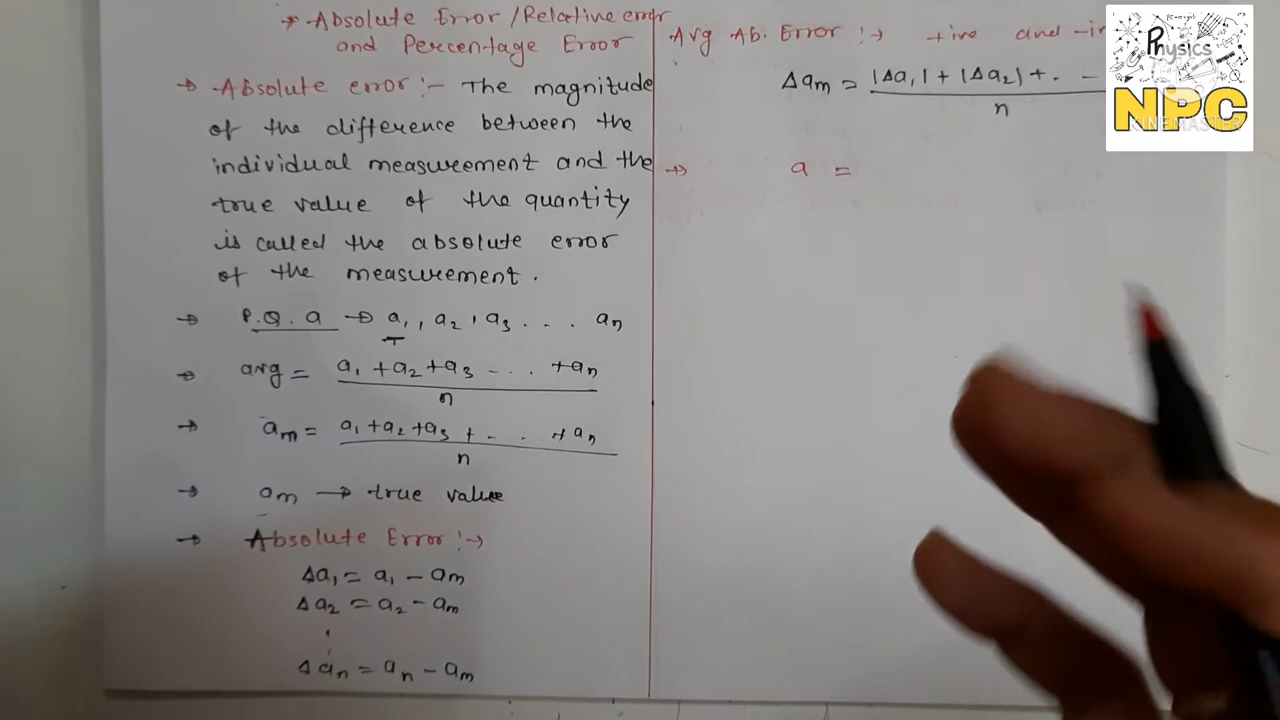 Absolute Error / Relative error
and Percentage Error
→ Absolute error :- The magnitude
of the difference between the
individual measurement and the
true value of the quantity
is called the absolute error
of the measurement.
→ P.Q. a → a₁, a₂, a₃ . . . . aₙ
→ avg = (a₁ + a₂ + a₃ - . . . + aₙ) / n
→ aₘ = (a₁ + a₂ + a₃ + - . . + aₙ) / n
→ aₘ → true value
→ Absolute Error :→
Δa₁ = a₁ - aₘ
Δa₂ = a₂ - aₘ
Δaₙ = aₙ - aₘ
Avg Ab. Error :→ +ive and -i
Δaₘ = (|Δa₁| + |Δa₂| + . - ) / n
→ a =
Physics
NPC
KINEMASTER